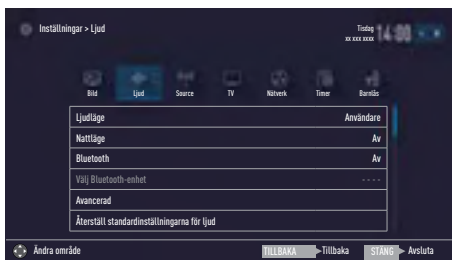 Inställningar > Ljud
Tisdag
xx xxx xxxx
14:00
Bild Ljud Source TV Nätverk Timer Barnlås
Ljudläge Användare
Nattläge Av
Bluetooth Av
Välj Bluetooth-enhet - - - -
Avancerad
Återställ standardinställningarna för ljud
Ändra område TILLBAKA Tillbaka STÄNG Avsluta